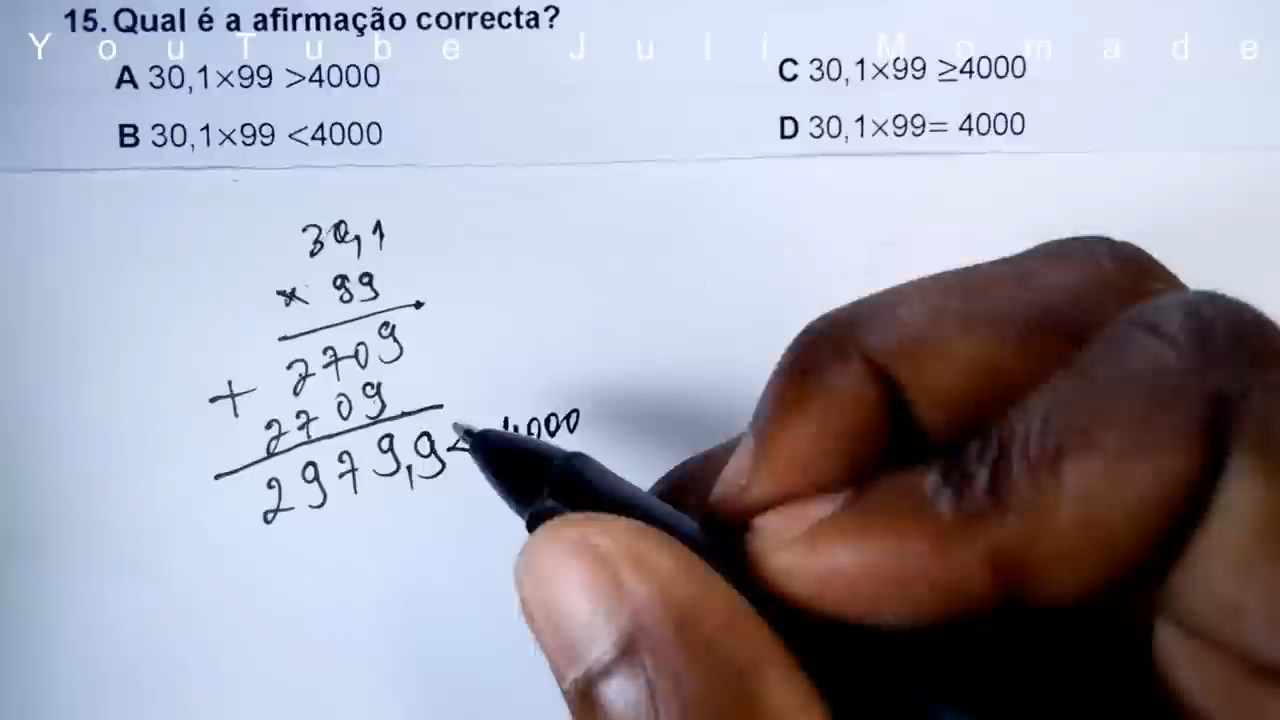 15. Qual é a afirmação correcta?
YouTube Juli Momade
A 30,1×99 >4000
C 30,1×99 ≥4000
B 30,1×99 <4000
D 30,1×99= 4000
30,1
× 99
2709
+ 2709
2979,9< 4000